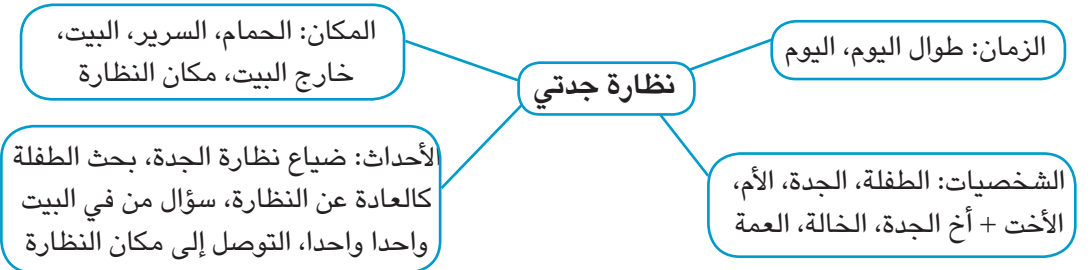 نظارة جدتي
الزمان: طوال اليوم، اليوم
المكان: الحمام، السرير، البيت،
خارج البيت، مكان النظارة
الشخصيات: الطفلة، الجدة، الأم،
الأخت + أخ الجدة، الخالة، العمة
الأحداث: ضياع نظارة الجدة، بحث الطفلة
كالعادة عن النظارة، سؤال من في البيت
واحدا واحدا، التوصل إلى مكان النظارة